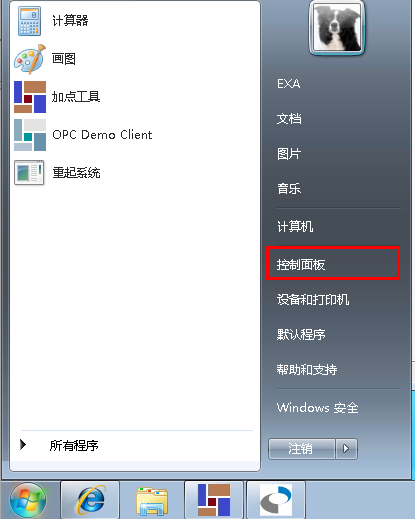 计算器
画图
加点工具
OPC Demo Client
重起系统
所有程序
EXA
文档
图片
音乐
计算机
控制面板
设备和打印机
默认程序
帮助和支持
Windows 安全
注销